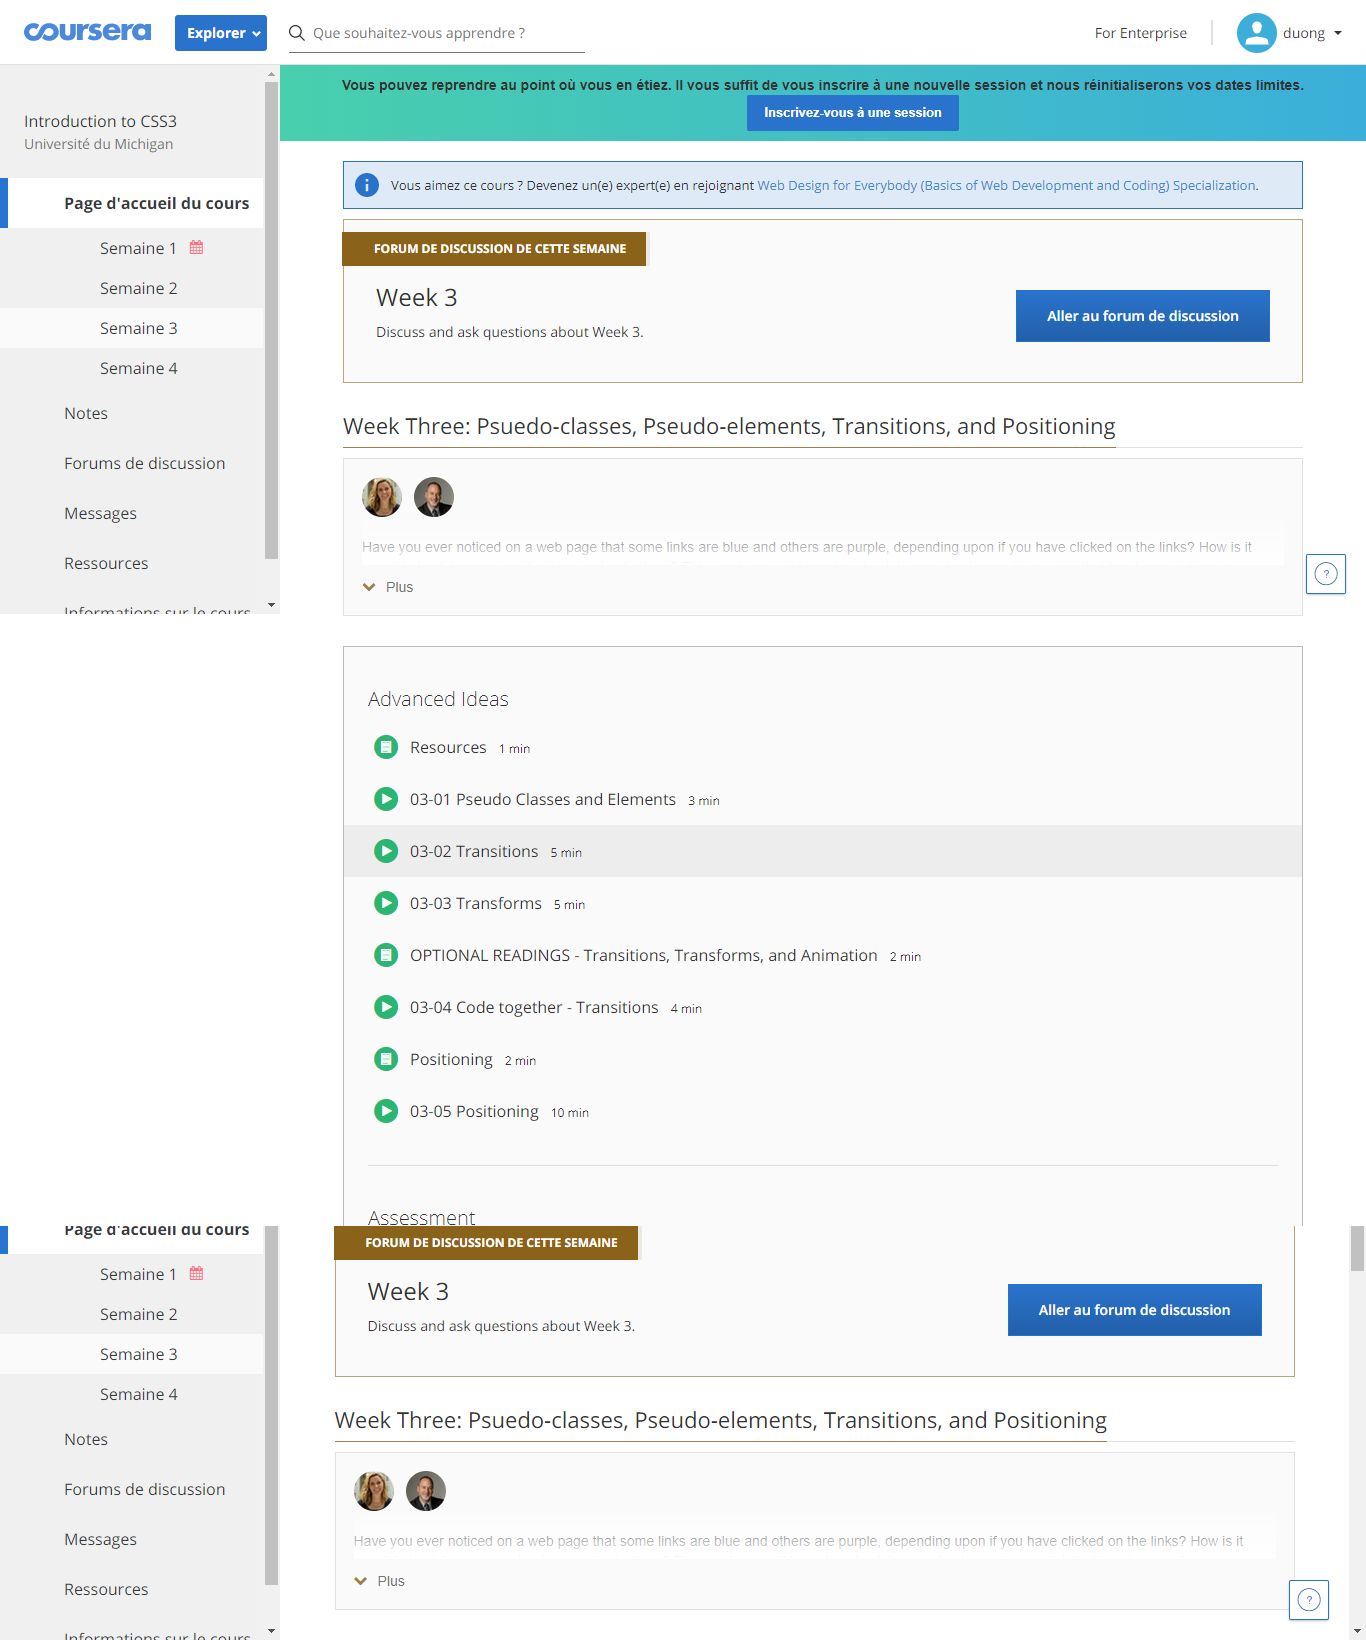 coursera
Explorer
Que souhaitez-vous apprendre ?
For Enterprise
duong
Introduction to CSS3
Université du Michigan
Page d'accueil du cours
Semaine 1
Semaine 2
Semaine 3
Semaine 4
Notes
Forums de discussion
Messages
Ressources
Informations sur le cours
Vous pouvez reprendre au point où vous en étiez. Il vous suffit de vous inscrire à une nouvelle session et nous réinitialiserons vos dates limites.
Inscrivez-vous à une session
Vous aimez ce cours ? Devenez un(e) expert(e) en rejoignant Web Design for Everybody (Basics of Web Development and Coding) Specialization.
FORUM DE DISCUSSION DE CETTE SEMAINE
Week 3
Discuss and ask questions about Week 3.
Aller au forum de discussion
Week Three: Psuedo-classes, Pseudo-elements, Transitions, and Positioning
Have you ever noticed on a web page that some links are blue and others are purple, depending upon if you have clicked on the links? How is it
Plus
?
Advanced Ideas
Resources 1 min
03-01 Pseudo Classes and Elements 3 min
03-02 Transitions 5 min
03-03 Transforms 5 min
OPTIONAL READINGS - Transitions, Transforms, and Animation 2 min
03-04 Code together - Transitions 4 min
Positioning 2 min
03-05 Positioning 10 min
Assessment
Page d'accueil du cours
Semaine 1
Semaine 2
Semaine 3
Semaine 4
Notes
Forums de discussion
Messages
Ressources
Informations sur le cours
FORUM DE DISCUSSION DE CETTE SEMAINE
Week 3
Discuss and ask questions about Week 3.
Aller au forum de discussion
Week Three: Psuedo-classes, Pseudo-elements, Transitions, and Positioning
Have you ever noticed on a web page that some links are blue and others are purple, depending upon if you have clicked on the links? How is it
Plus
?